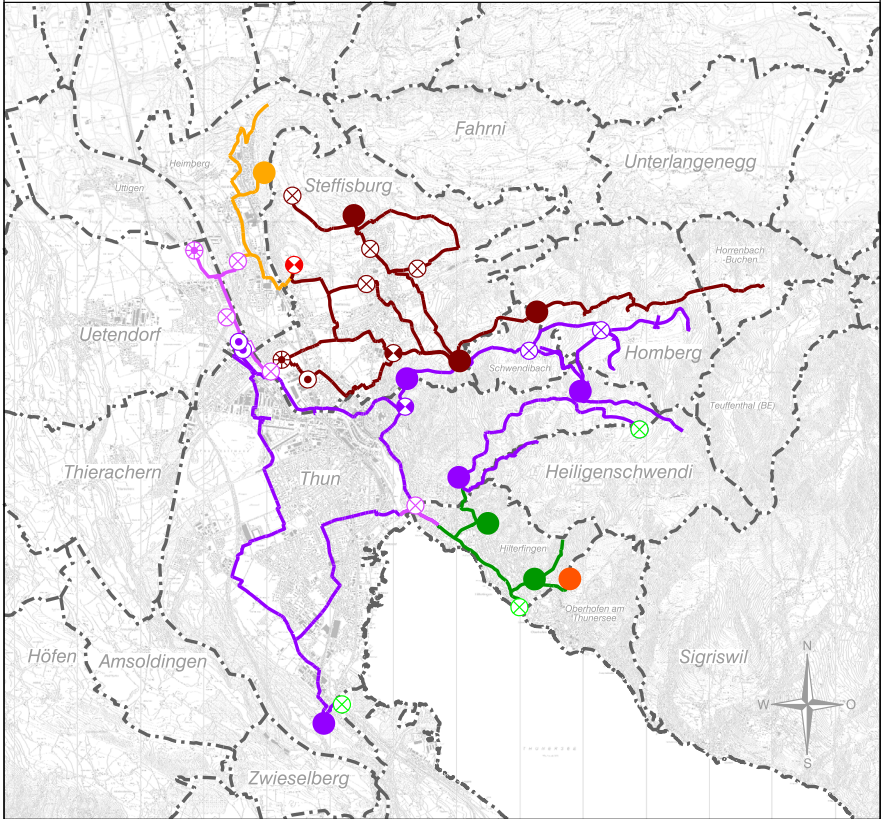 Fahrni
Unterlangenegg
Heimberg
Uttigen
Steffisburg
Horrenbach
-Buchen
Uetendorf
Homberg
Schwendibach
Teuffenthal (BE)
Thierachern
Thun
Heiligenschwendi
Hilterfingen
Oberhofen am
Thunersee
Höfen
Amsoldingen
Sigriswil
N
W
O
S
Zwieselberg